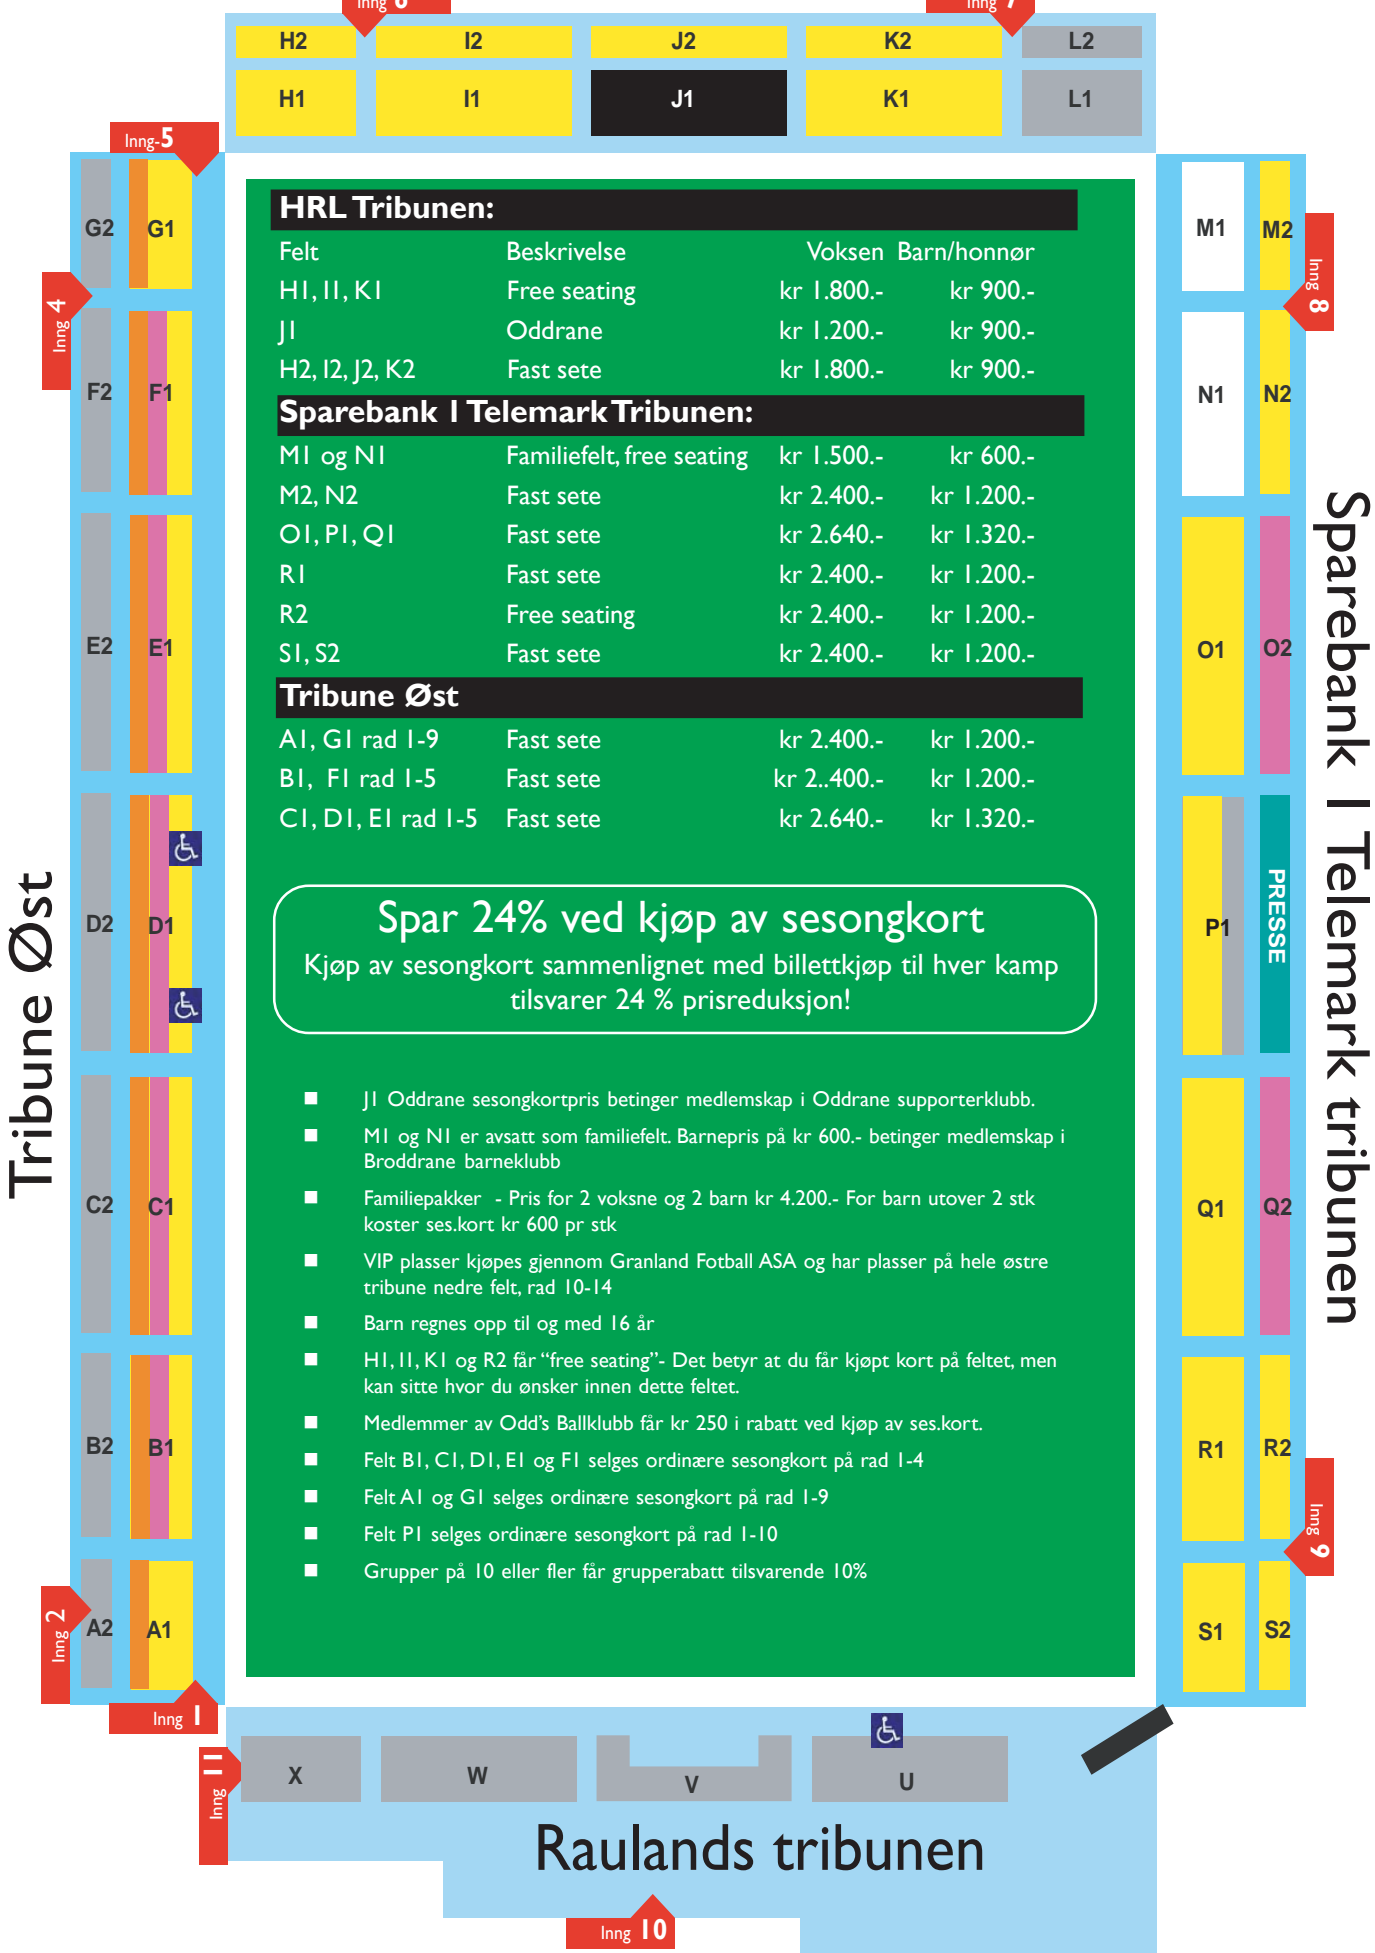 Inng 6
Inng 7
H2
I2
J2
K2
L2
H1
I1
J1
K1
L1
Inng-5
G2
G1
Inng 4
F2
F1
E2
E1
D2
D1
C2
C1
B2
B1
Inng 2
A2
A1
Inng 1
Tribune Øst
HRL Tribunen:
Felt Beskrivelse Voksen Barn/honnør
H1, I1, K1 Free seating kr 1.800.- kr 900.-
J1 Oddrane kr 1.200.- kr 900.-
H2, I2, J2, K2 Fast sete kr 1.800.- kr 900.-
Sparebank 1 Telemark Tribunen:
M1 og N1 Familiefelt, free seating kr 1.500.- kr 600.-
M2, N2 Fast sete kr 2.400.- kr 1.200.-
O1, P1, Q1 Fast sete kr 2.640.- kr 1.320.-
R1 Fast sete kr 2.400.- kr 1.200.-
R2 Free seating kr 2.400.- kr 1.200.-
S1, S2 Fast sete kr 2.400.- kr 1.200.-
Tribune Øst
A1, G1 rad 1-9 Fast sete kr 2.400.- kr 1.200.-
B1, F1 rad 1-5 Fast sete kr 2..400.- kr 1.200.-
C1, D1, E1 rad 1-5 Fast sete kr 2.640.- kr 1.320.-
Spar 24% ved kjøp av sesongkort
Kjøp av sesongkort sammenlignet med billettkjøp til hver kamp
tilsvarer 24 % prisreduksjon!
J1 Oddrane sesongkortpris betinger medlemskap i Oddrane supporterklubb.
M1 og N1 er avsatt som familiefelt. Barnepris på kr 600.- betinger medlemskap i
Broddrane barneklubb
Familiepakker - Pris for 2 voksne og 2 barn kr 4.200.- For barn utover 2 stk
koster ses.kort kr 600 pr stk
VIP plasser kjøpes gjennom Granland Fotball ASA og har plasser på hele østre
tribune nedre felt, rad 10-14
Barn regnes opp til og med 16 år
H1, I1, K1 og R2 får “free seating”- Det betyr at du får kjøpt kort på feltet, men
kan sitte hvor du ønsker innen dette feltet.
Medlemmer av Odd’s Ballklubb får kr 250 i rabatt ved kjøp av ses.kort.
Felt B1, C1, D1, E1 og F1 selges ordinære sesongkort på rad 1-4
Felt A1 og G1 selges ordinære sesongkort på rad 1-9
Felt P1 selges ordinære sesongkort på rad 1-10
Grupper på 10 eller fler får grupperabatt tilsvarende 10%
M1
M2
Inng 8
N1
N2
O1
O2
P1
PRESSE
Q1
Q2
R1
R2
Inng 9
S1
S2
Sparebank 1 Telemark tribunen
Inng 11
X
W
V
U
Raulands tribunen
Inng 10